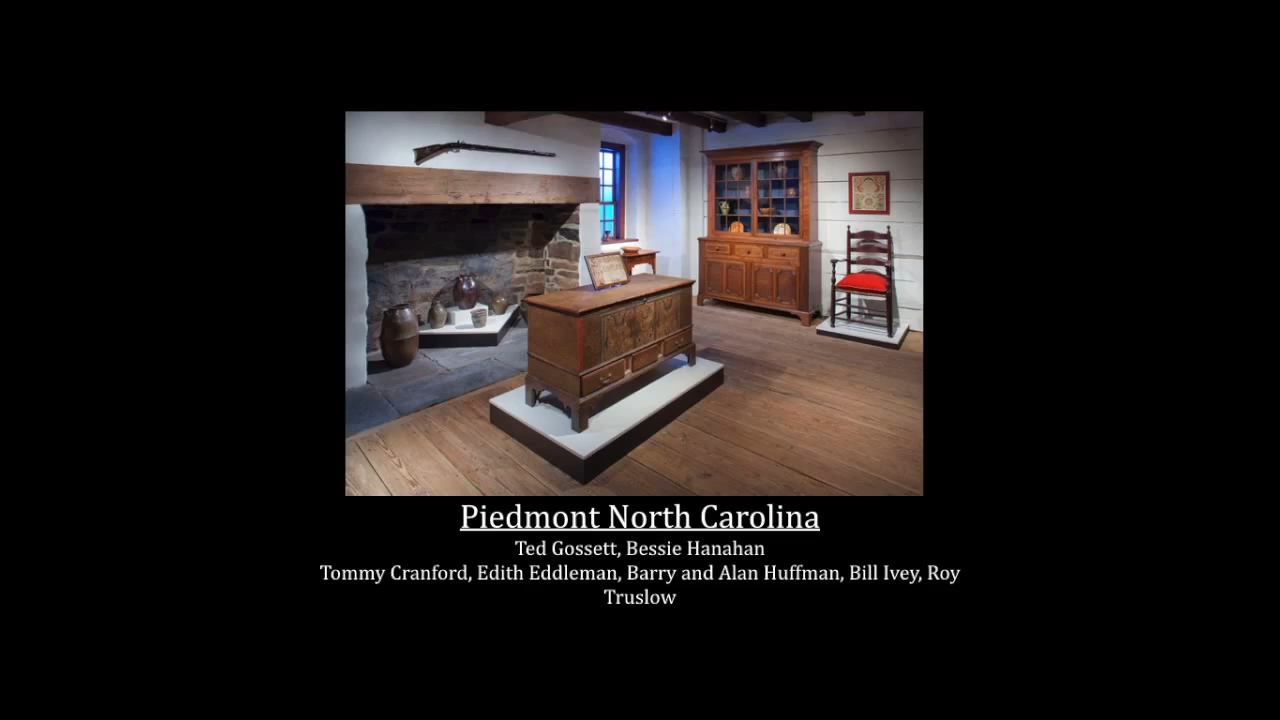 Piedmont North Carolina
Ted Gossett, Bessie Hanahan
Tommy Cranford, Edith Eddleman, Barry and Alan Huffman, Bill Ivey, Roy
Truslow